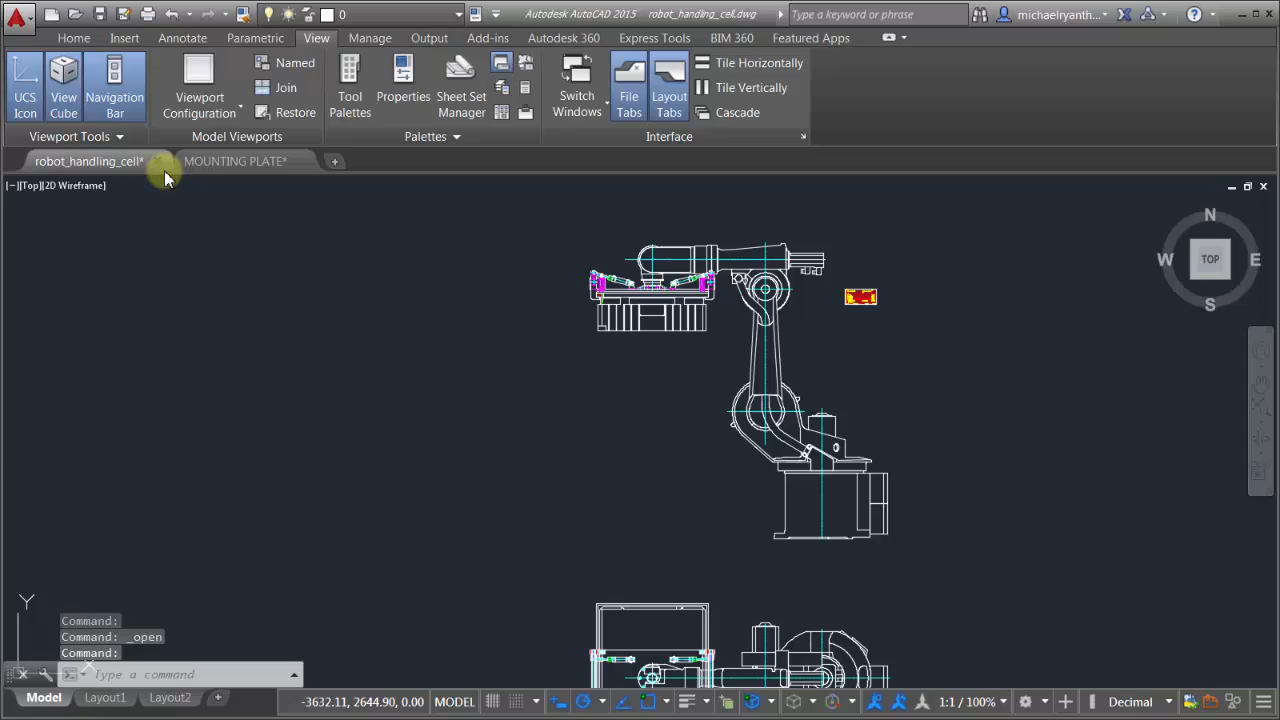 0
Autodesk AutoCAD 2015 robot_handling_cell.dwg
Type a keyword or phrase
michaelryanth...
Home Insert Annotate Parametric View Manage Output Add-ins Autodesk 360 Express Tools BIM 360 Featured Apps
UCS Icon
View Cube
Navigation Bar
Viewport Configuration
Named
Join
Restore
Tool Palettes
Properties
Sheet Set Manager
Switch Windows
File Tabs
Layout Tabs
Tile Horizontally
Tile Vertically
Cascade
Viewport Tools Model Viewports Palettes Interface
robot_handling_cell* MOUNTING PLATE*
[−][Top][2D Wireframe]
N
W TOP E
S
Y
Command:
Command: _open
Command:
Type a command
Model Layout1 Layout2 + -3632.11, 2644.90, 0.00 MODEL 1:1 / 100% Decimal